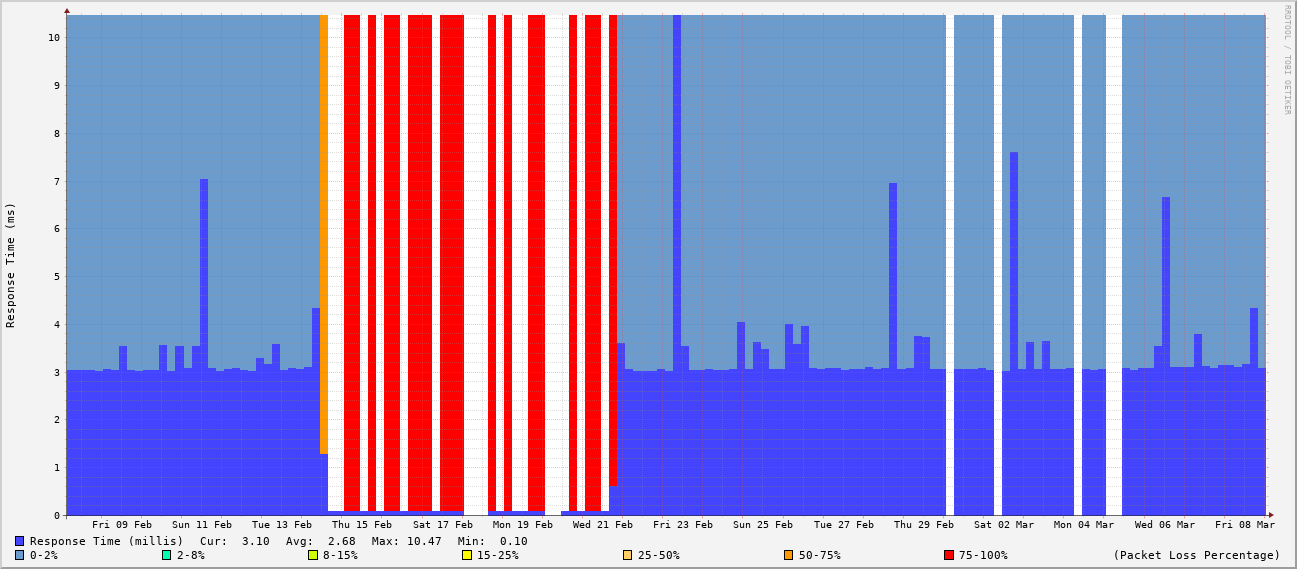 RRDTOOL / TOBI OETIKER
Response Time (ms)
10
9
8
7
6
5
4
3
2
1
0
Fri 09 Feb Sun 11 Feb Tue 13 Feb Thu 15 Feb Sat 17 Feb Mon 19 Feb Wed 21 Feb Fri 23 Feb Sun 25 Feb Tue 27 Feb Thu 29 Feb Sat 02 Mar Mon 04 Mar Wed 06 Mar Fri 08 Mar
Response Time (millis) Cur: 3.10 Avg: 2.68 Max: 10.47 Min: 0.10
0-2% 2-8% 8-15% 15-25% 25-50% 50-75% 75-100% (Packet Loss Percentage)